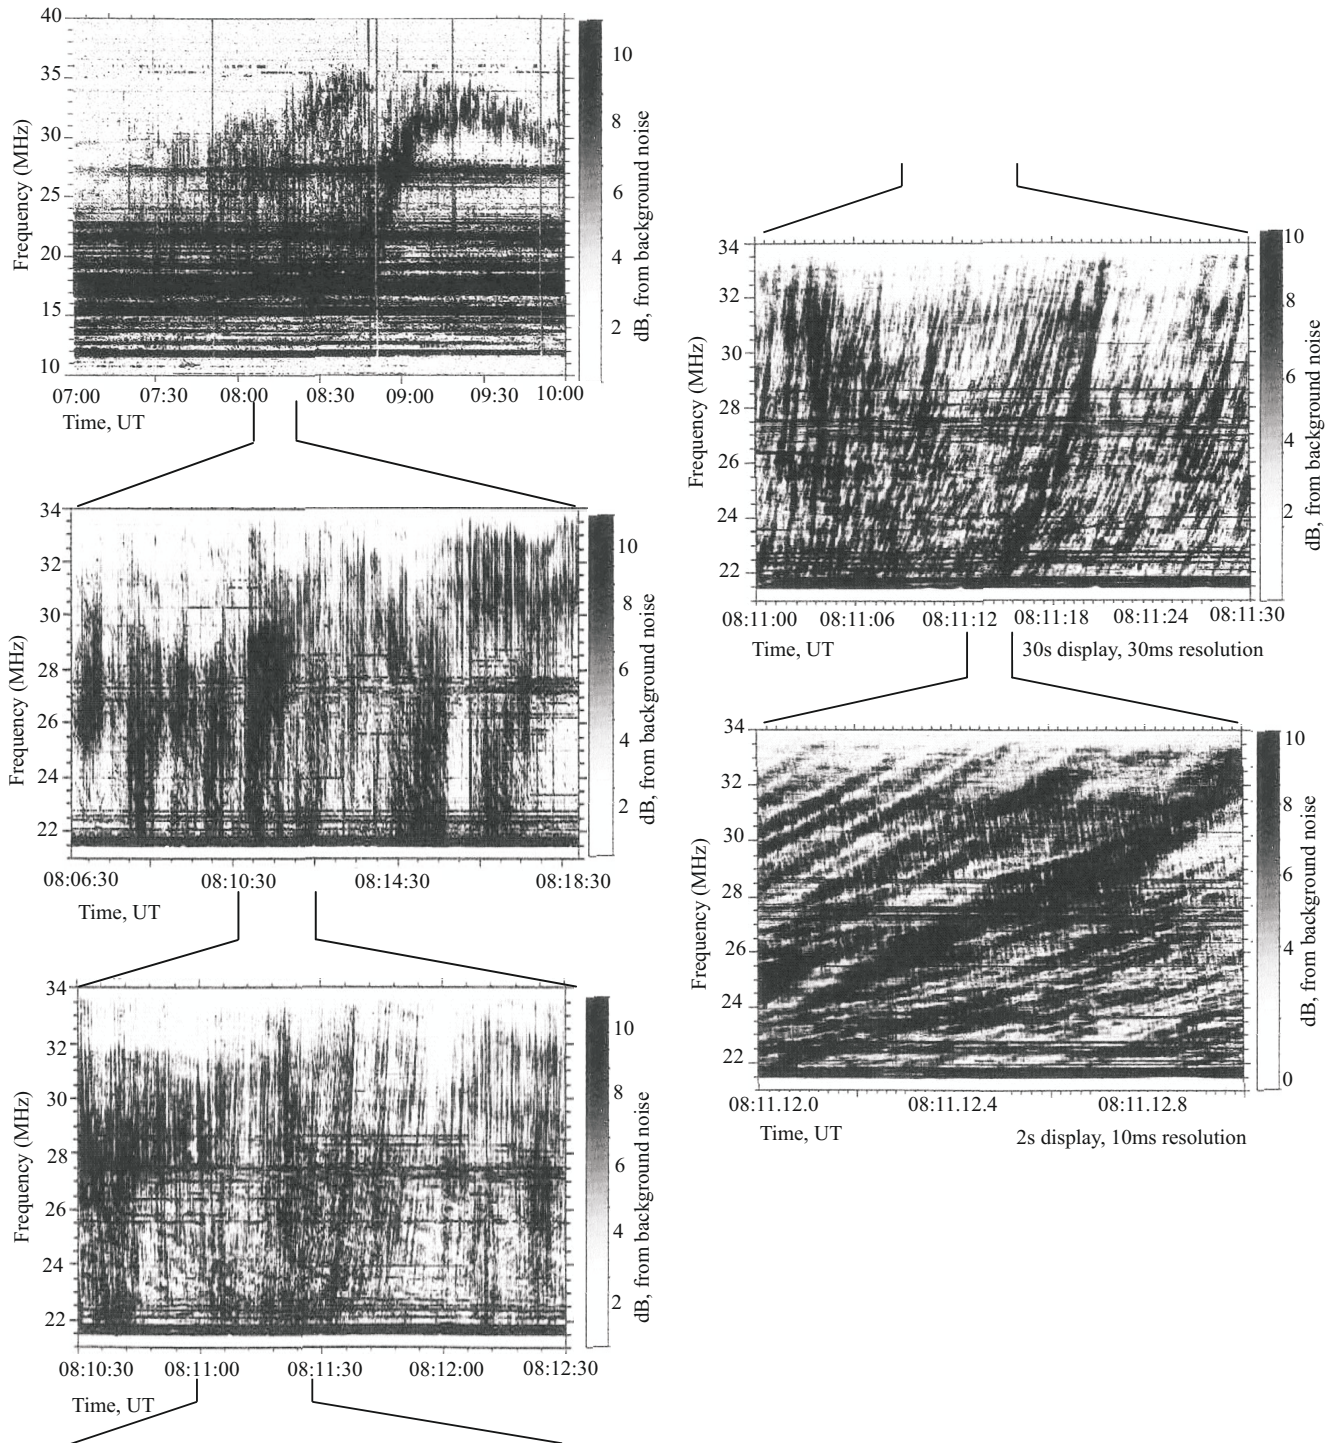 40
35
30
25
20
15
10
Frequency (MHz)
07:00 07:30 08:00 08:30 09:00 09:30 10:00
Time, UT
10
8
6
4
2
dB, from background noise
34
32
30
28
26
24
22
Frequency (MHz)
08:06:30 08:10:30 08:14:30 08:18:30
Time, UT
10
8
6
4
2
dB, from background noise
34
32
30
28
26
24
22
Frequency (MHz)
08:10:30 08:11:00 08:11:30 08:12:00 08:12:30
Time, UT
10
8
6
4
2
dB, from background noise
34
32
30
28
26
24
22
Frequency (MHz)
08:11:00 08:11:06 08:11:12 08:11:18 08:11:24 08:11:30
Time, UT
30s display, 30ms resolution
10
8
6
4
2
dB, from background noise
34
32
30
28
26
24
22
Frequency (MHz)
08:11.12.0 08:11.12.4 08:11.12.8
Time, UT
2s display, 10ms resolution
10
8
6
4
0
dB, from background noise